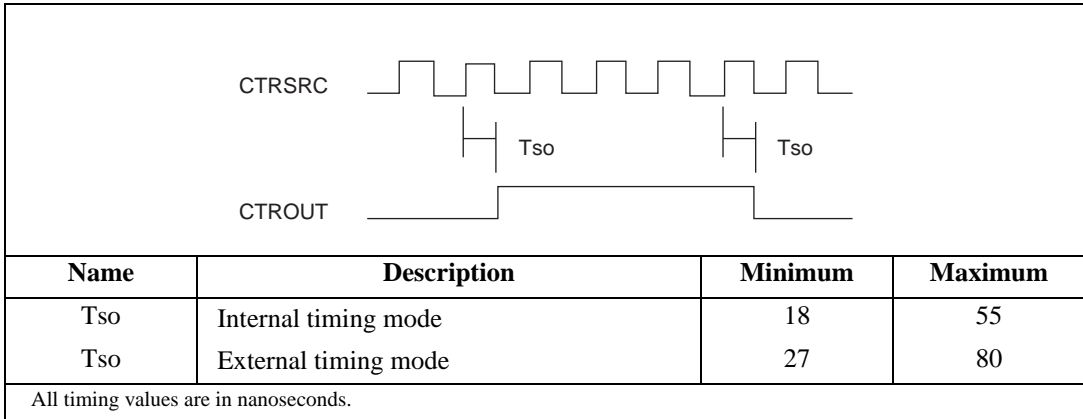 CTRSRC
Tso Tso
CTROUT
Name Description Minimum Maximum
Tso Internal timing mode 18 55
Tso External timing mode 27 80
All timing values are in nanoseconds.